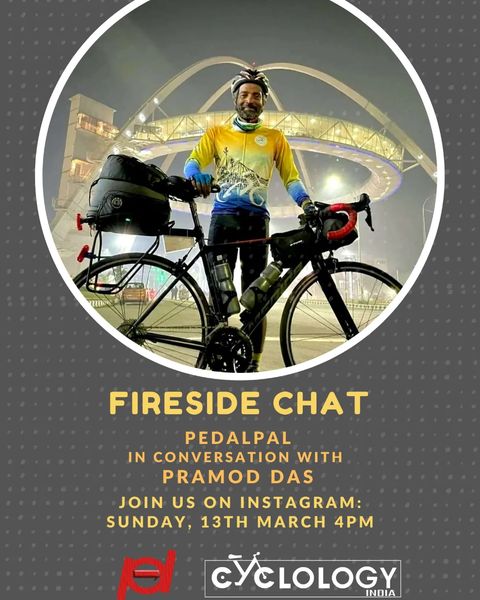 FIRESIDE CHAT
PEDALPAL
IN CONVERSATION WITH
PRAMOD DAS
JOIN US ON INSTAGRAM:
SUNDAY, 13TH MARCH 4PM
CYCLOLOGY
INDIA